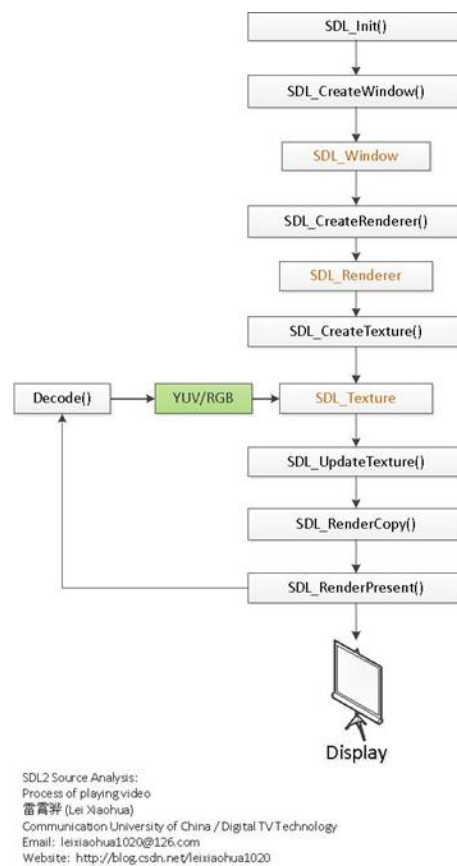 SDL_Init()
SDL_CreateWindow()
SDL_Window
SDL_CreateRenderer()
SDL_Renderer
SDL_CreateTexture()
Decode()
YUV/RGB
SDL_Texture
SDL_UpdateTexture()
SDL_RenderCopy()
SDL_RenderPresent()
Display
SDL2 Source Analysis:
Process of playing video
雷霄骅 (Lei Xiaohua)
Communication University of China / Digital TV Technology
Email: leixiaohua1020@126.com
Website: http://blog.csdn.net/leixiaohua1020